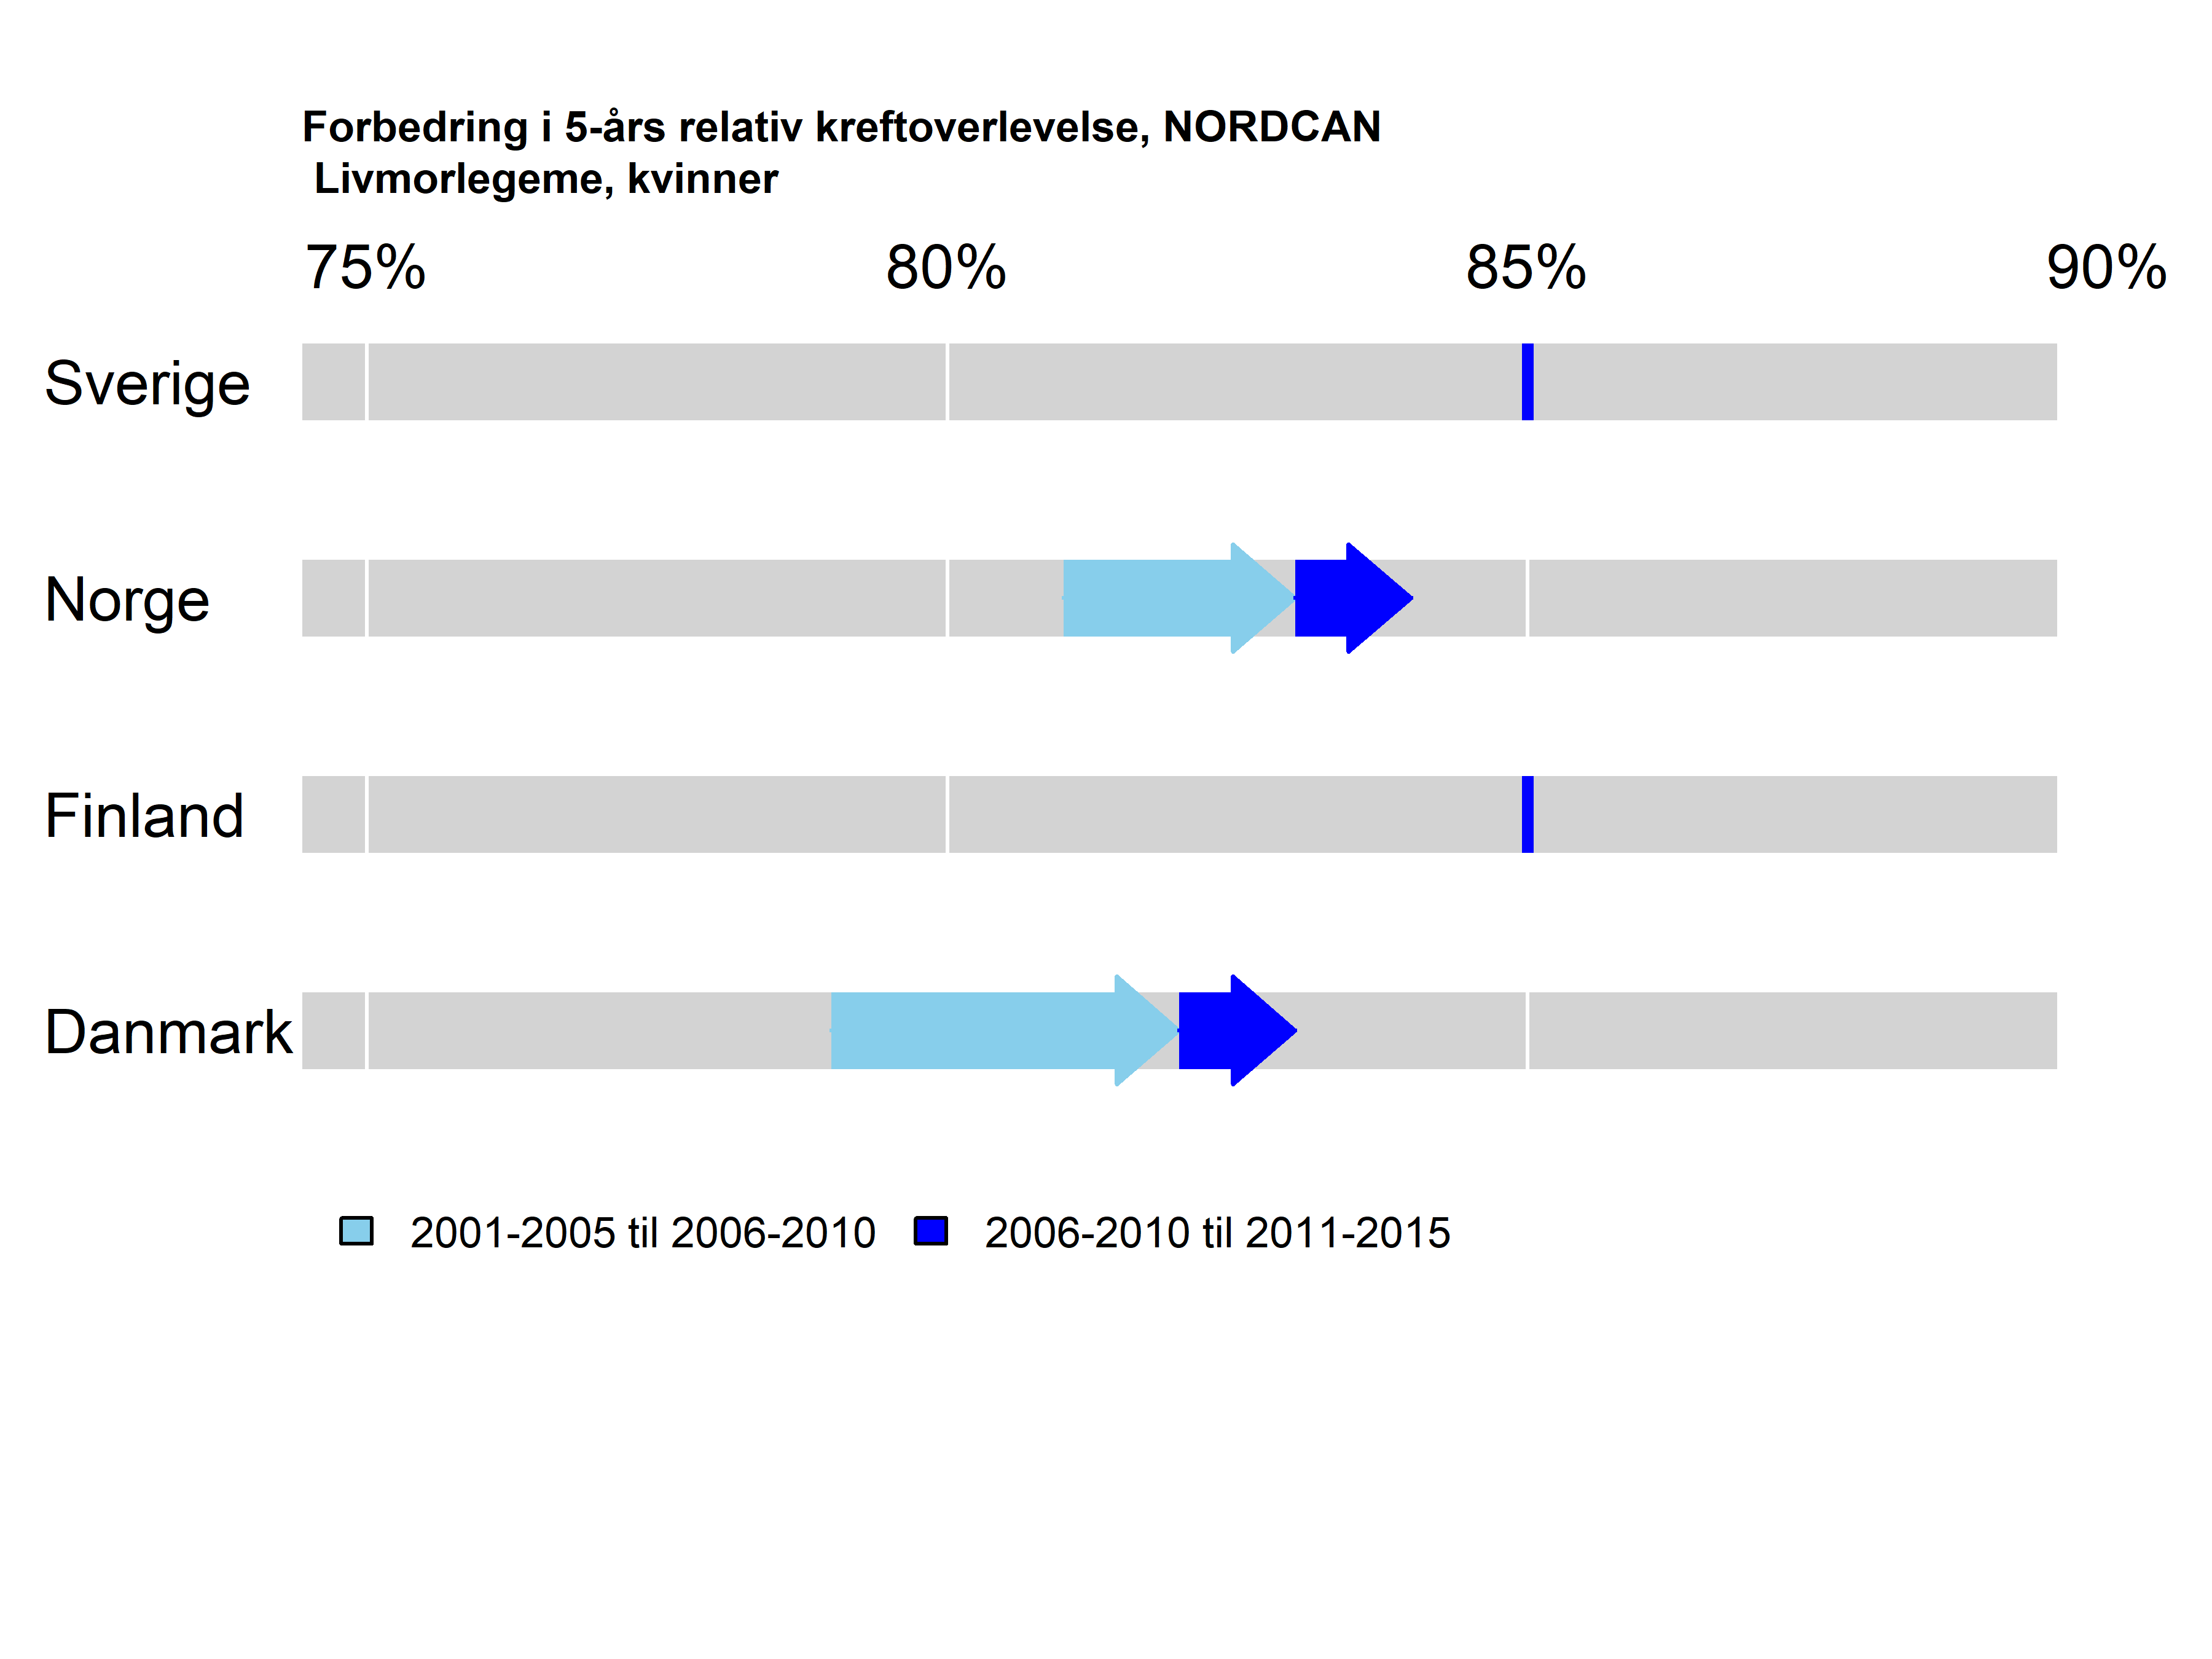 Forbedring i 5-års relativ kreftoverlevelse, NORDCAN
Livmorlegeme, kvinner
75% 80% 85% 90%
Sverige
Norge
Finland
Danmark
2001-2005 til 2006-2010 2006-2010 til 2011-2015